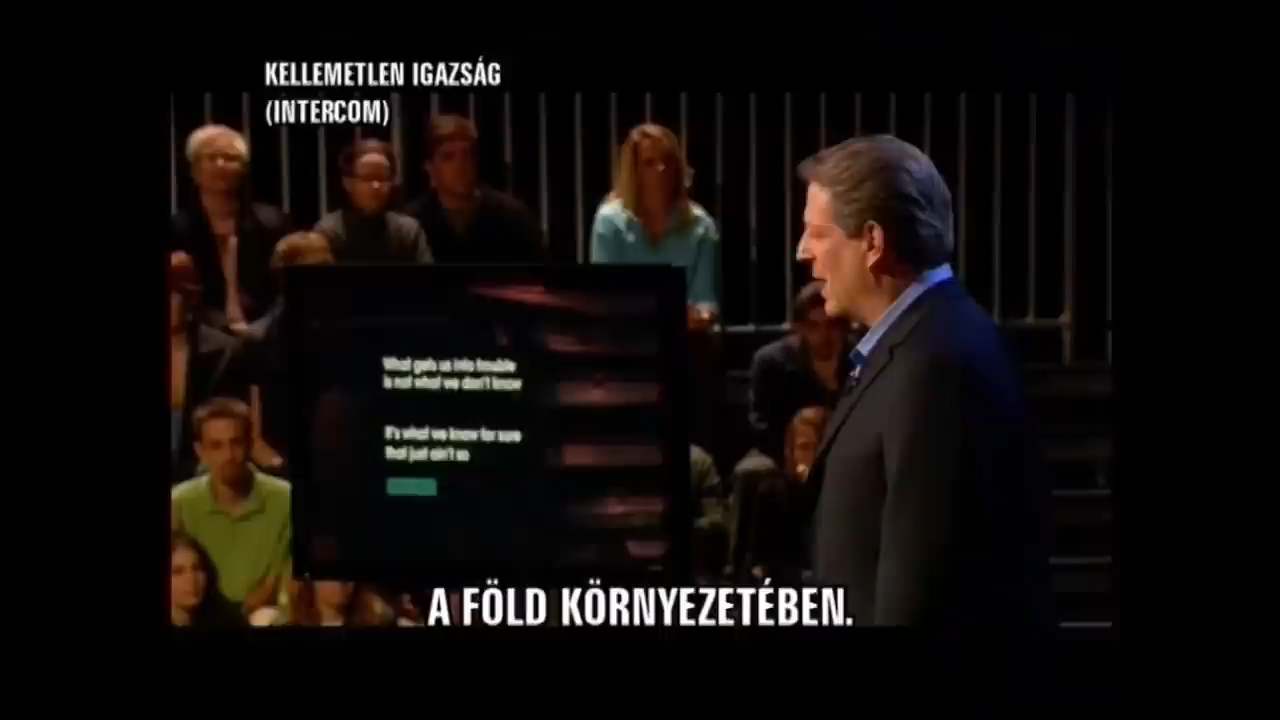 KELLEMETLEN IGAZSÁG
(INTERCOM)
What gets us into trouble
is not what we don't know
It's what we know for sure
that just ain't so
A FÖLD KÖRNYEZETÉBEN.